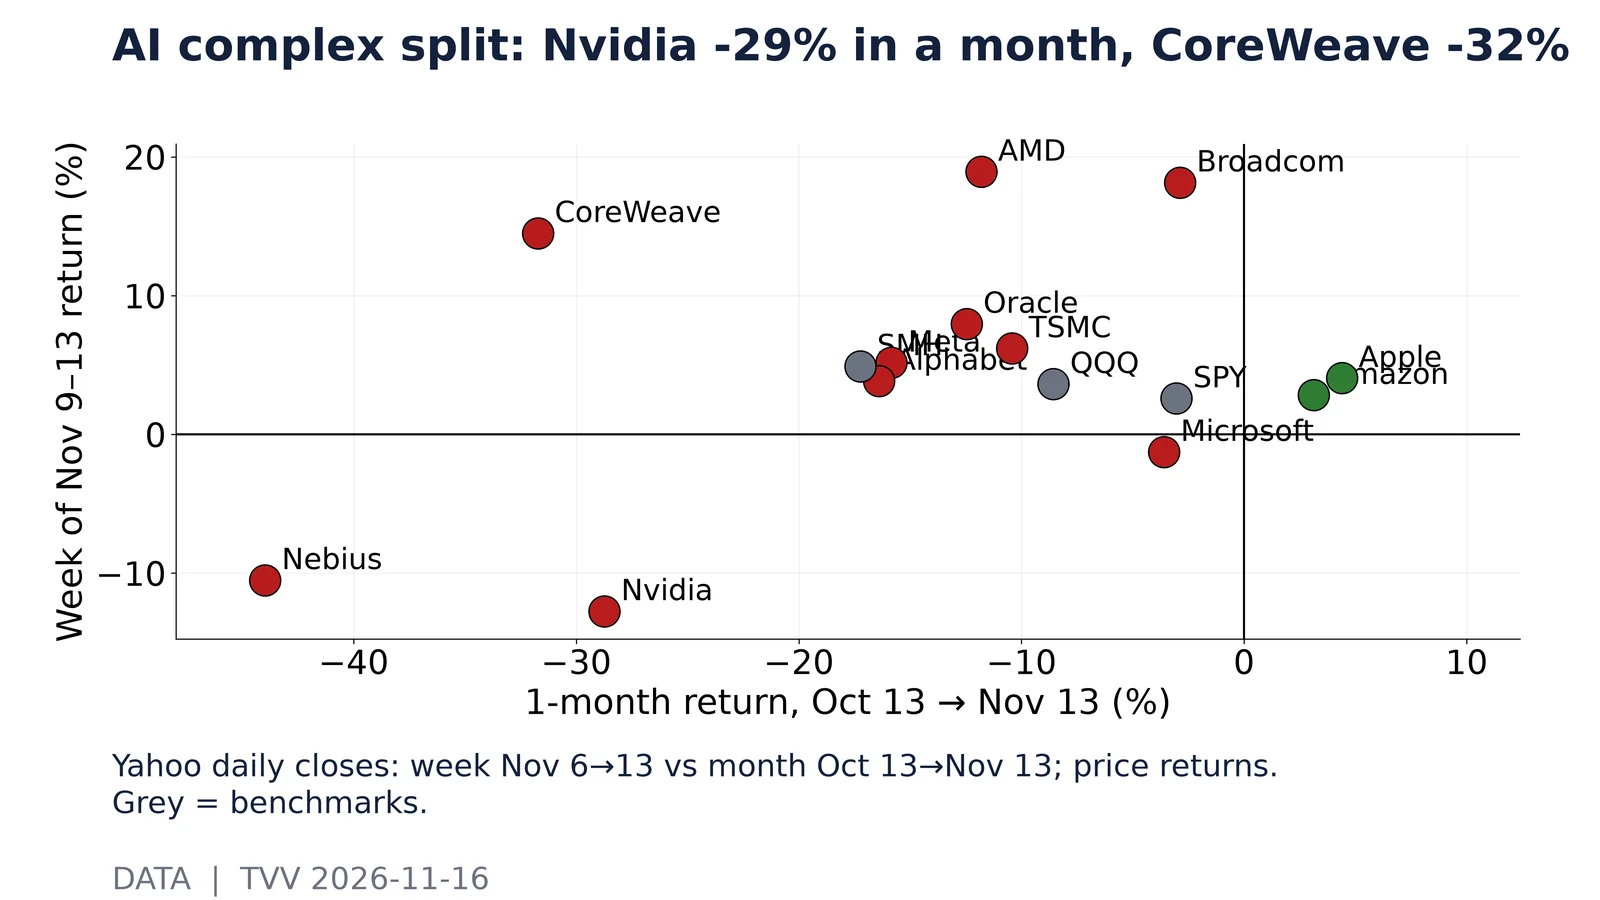 AI complex split: Nvidia -29% in a month, CoreWeave -32%
Week of Nov 9–13 return (%)
20
10
0
−10
AMD
Broadcom
CoreWeave
Oracle
TSMC
SMH
Meta
Alphabet
QQQ
SPY
Apple
mazon
Microsoft
Nebius
Nvidia
−40
−30
−20
−10
0
10
1-month return, Oct 13 → Nov 13 (%)
Yahoo daily closes: week Nov 6→13 vs month Oct 13→Nov 13; price returns.
Grey = benchmarks.
DATA | TVV 2026-11-16